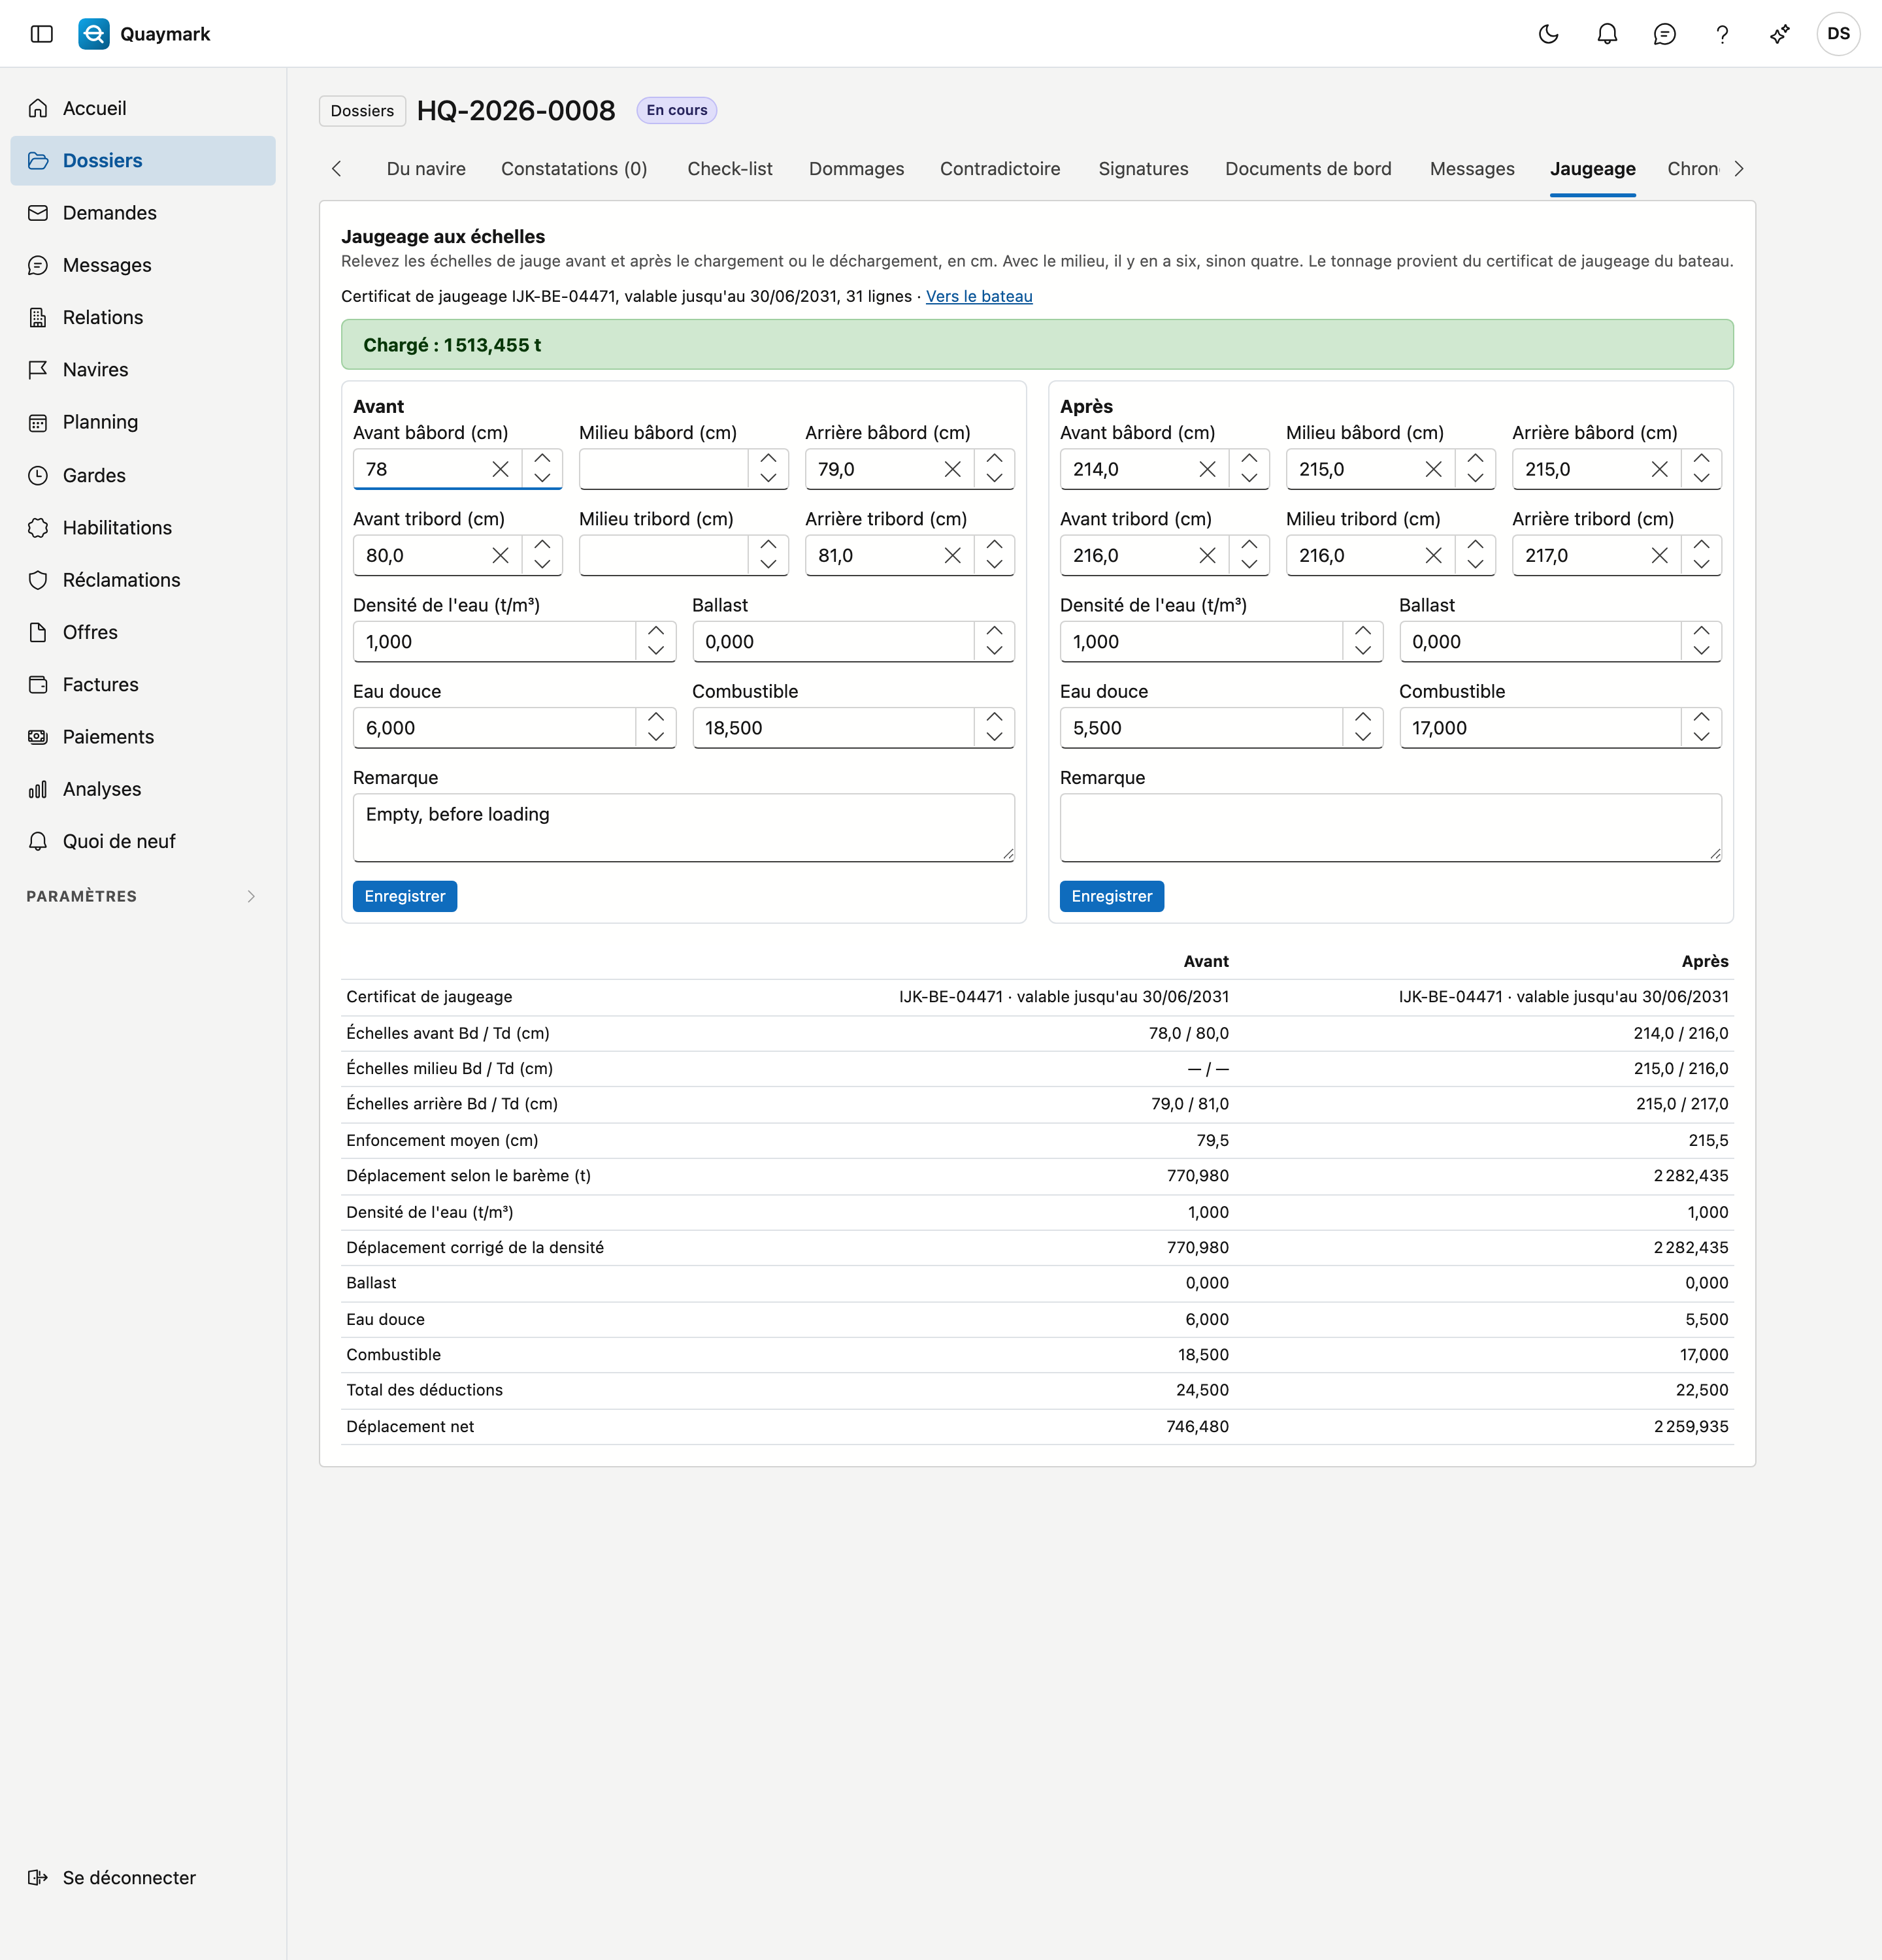 Quaymark
DS
Accueil
Dossiers
Demandes
Messages
Relations
Navires
Planning
Gardes
Habilitations
Réclamations
Offres
Factures
Paiements
Analyses
Quoi de neuf
PARAMÈTRES
Se déconnecter
Dossiers HQ-2026-0008 En cours
Du navire Constatations (0) Check-list Dommages Contradictoire Signatures Documents de bord Messages Jaugeage Chron
Jaugeage aux échelles
Relevez les échelles de jauge avant et après le chargement ou le déchargement, en cm. Avec le milieu, il y en a six, sinon quatre. Le tonnage provient du certificat de jaugeage du bateau.
Certificat de jaugeage IJK-BE-04471, valable jusqu'au 30/06/2031, 31 lignes · Vers le bateau
Chargé : 1 513,455 t
Avant
Avant bâbord (cm) Milieu bâbord (cm) Arrière bâbord (cm)
78 79,0
Avant tribord (cm) Milieu tribord (cm) Arrière tribord (cm)
80,0 81,0
Densité de l'eau (t/m³) Ballast
1,000 0,000
Eau douce Combustible
6,000 18,500
Remarque
Empty, before loading
Enregistrer
Après
Avant bâbord (cm) Milieu bâbord (cm) Arrière bâbord (cm)
214,0 215,0 215,0
Avant tribord (cm) Milieu tribord (cm) Arrière tribord (cm)
216,0 216,0 217,0
Densité de l'eau (t/m³) Ballast
1,000 0,000
Eau douce Combustible
5,500 17,000
Remarque
Enregistrer
Avant Après
Certificat de jaugeage IJK-BE-04471 · valable jusqu'au 30/06/2031 IJK-BE-04471 · valable jusqu'au 30/06/2031
Échelles avant Bd / Td (cm) 78,0 / 80,0 214,0 / 216,0
Échelles milieu Bd / Td (cm) — / — 215,0 / 216,0
Échelles arrière Bd / Td (cm) 79,0 / 81,0 215,0 / 217,0
Enfoncement moyen (cm) 79,5 215,5
Déplacement selon le barème (t) 770,980 2 282,435
Densité de l'eau (t/m³) 1,000 1,000
Déplacement corrigé de la densité 770,980 2 282,435
Ballast 0,000 0,000
Eau douce 6,000 5,500
Combustible 18,500 17,000
Total des déductions 24,500 22,500
Déplacement net 746,480 2 259,935